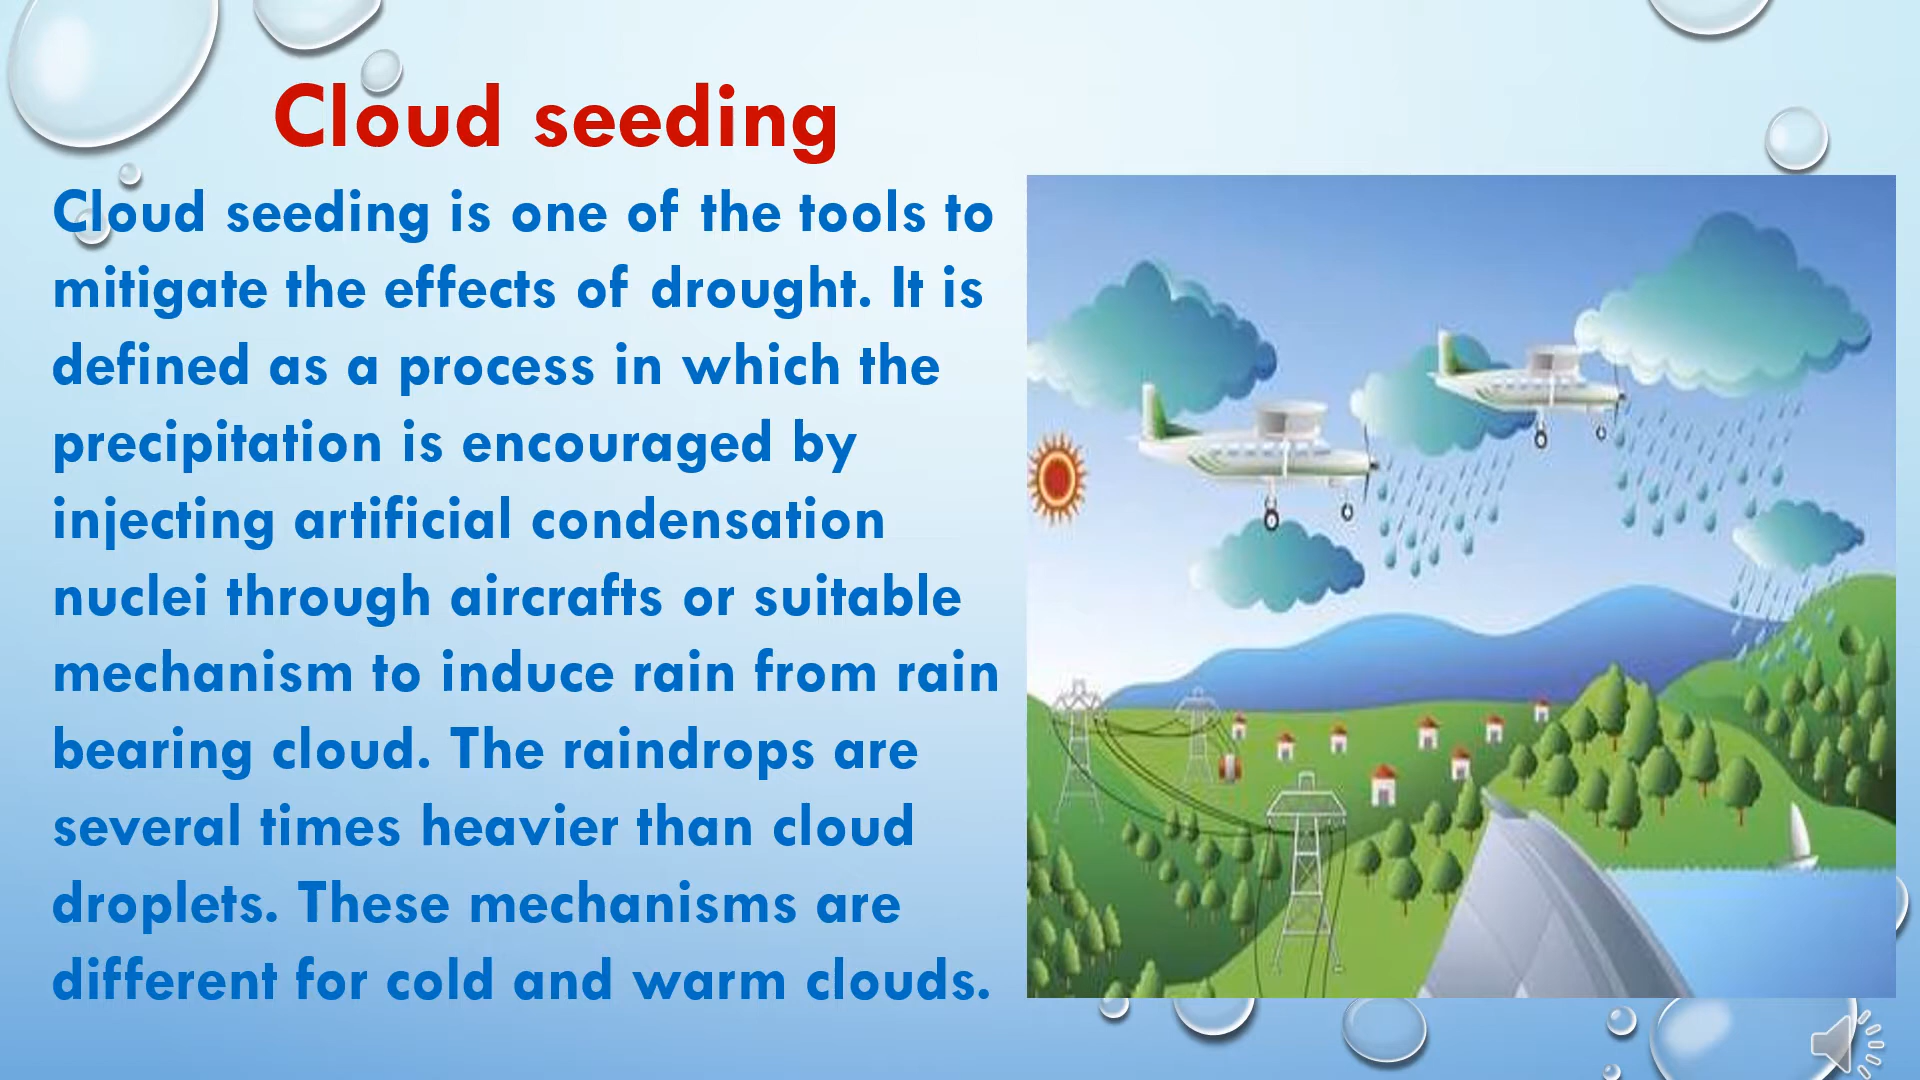 Cloud seeding
Cloud seeding is one of the tools to
mitigate the effects of drought. It is
defined as a process in which the
precipitation is encouraged by
injecting artificial condensation
nuclei through aircrafts or suitable
mechanism to induce rain from rain
bearing cloud. The raindrops are
several times heavier than cloud
droplets. These mechanisms are
different for cold and warm clouds.